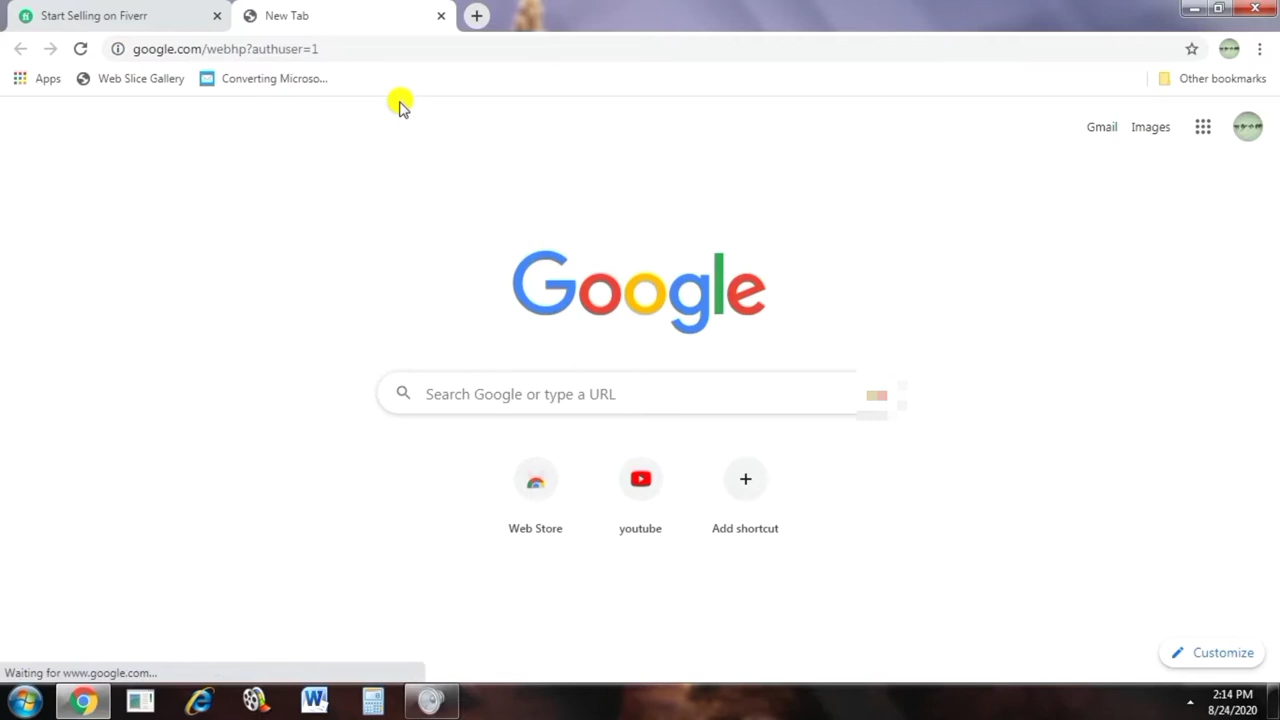 Start Selling on Fiverr
New Tab
google.com/webhp?authuser=1
Apps
Web Slice Gallery
Converting Microso...
Other bookmarks
Gmail
Images
Google
Search Google or type a URL
Web Store
youtube
Add shortcut
Customize
Waiting for www.google.com...
2:14 PM
8/24/2020